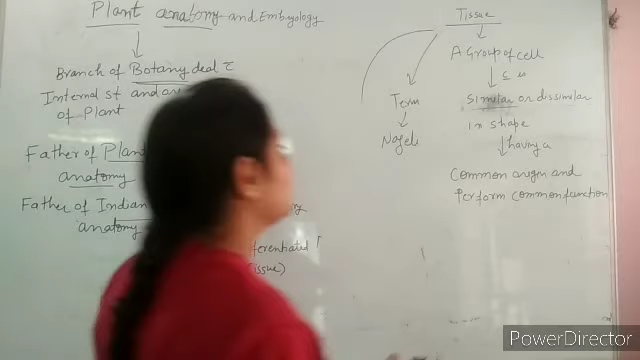 Plant anatomy and Embryology
Branch of Botany deal
Internal st and
of Plant
Father of Plant
anatomy
Father of Indian
anatomy
Tissue
A Group of cell
Similar or dissimilar
in shape
having a
Common origin and
Perform common function
Term
Nageli
tissue)
PowerDirector